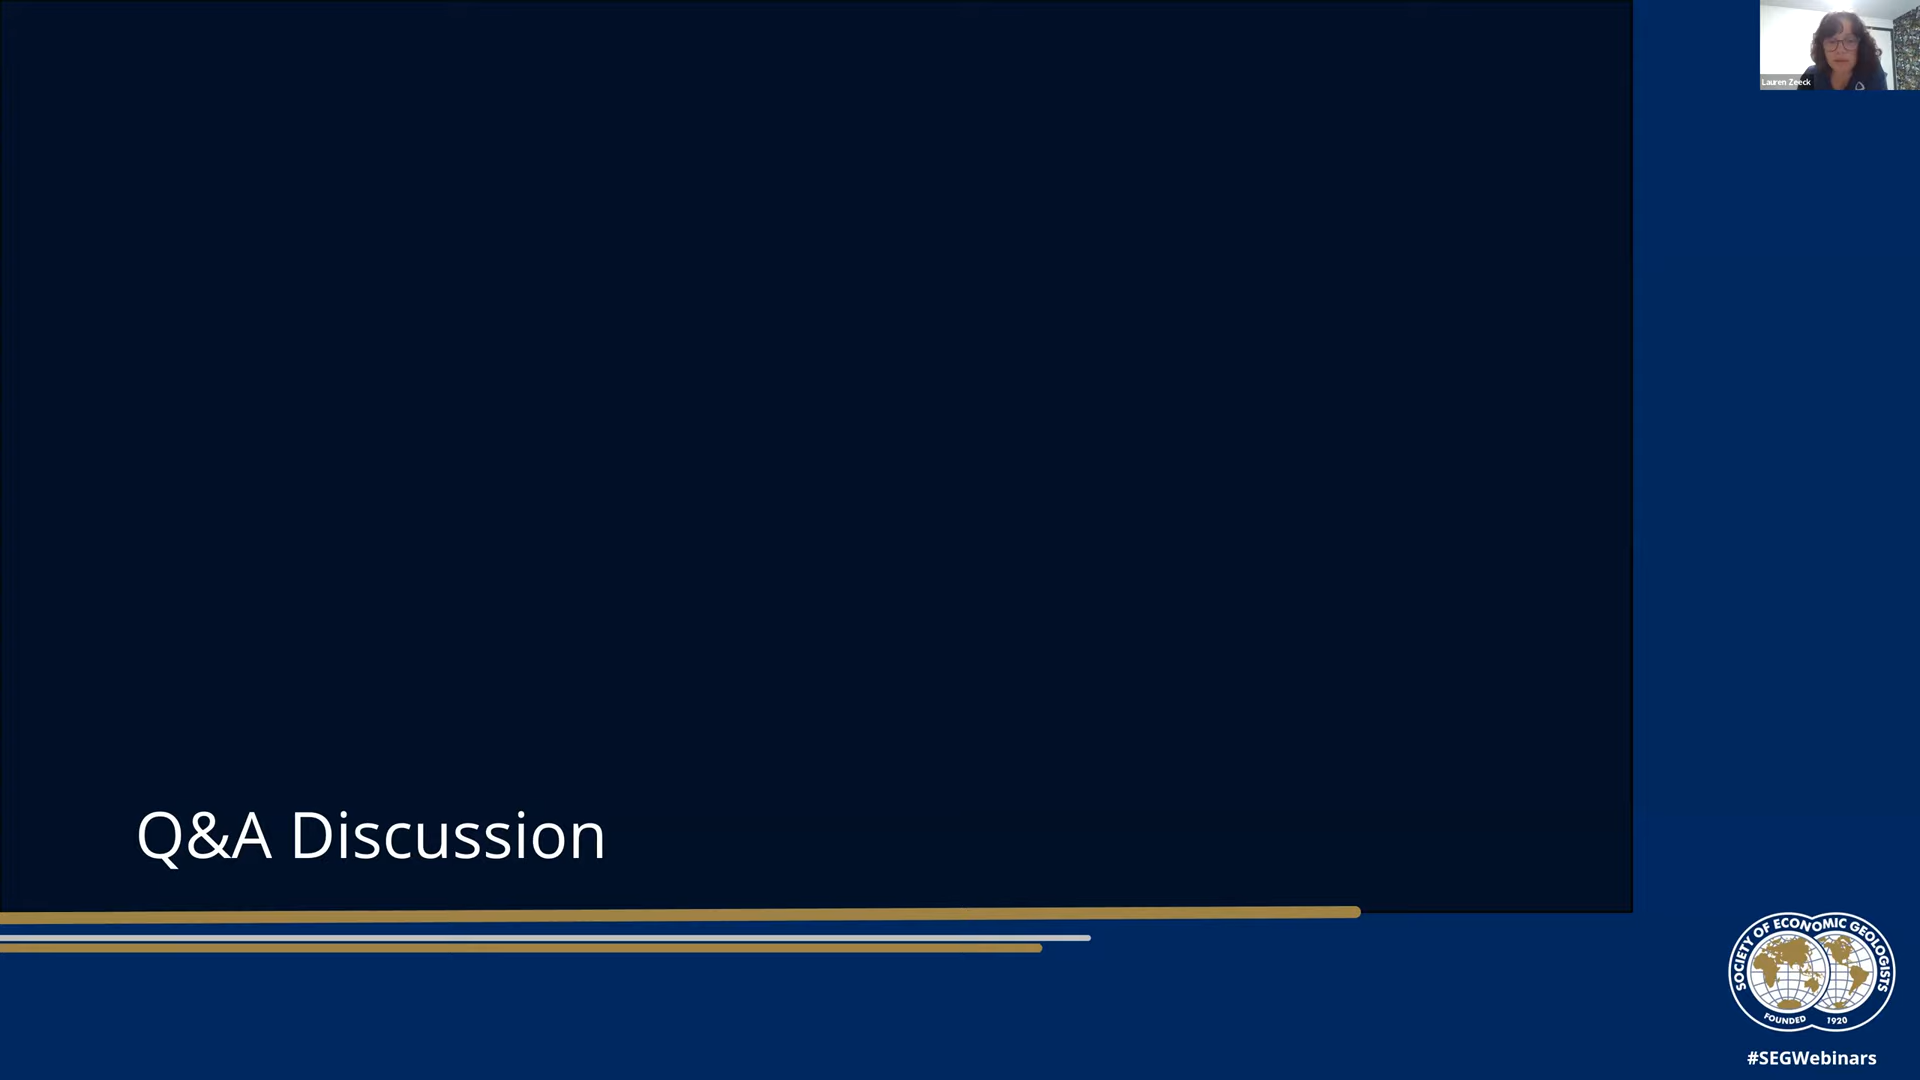 Lauren Zeeck
Q&A Discussion
SOCIETY OF ECONOMIC GEOLOGISTS
FOUNDED 1920
#SEGWebinars